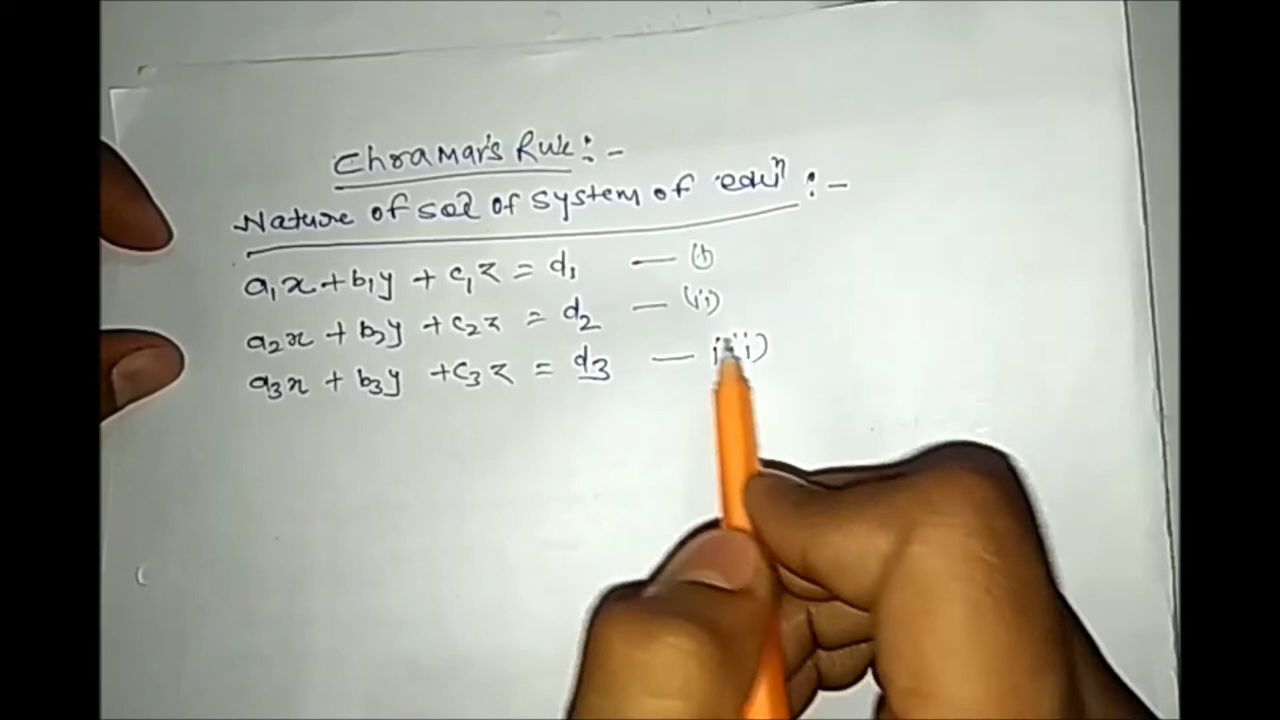 Chramar's Rule :-
Nature of sol of system of equⁿ :-
a₁x + b₁y + c₁z = d₁ — (i)
a₂x + b₂y + c₂z = d₂ — (ii)
a₃x + b₃y + c₃z = d₃ — (iii)